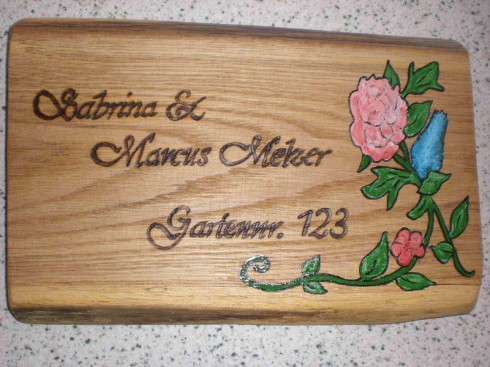 Sabrina &
Marcus Melzer
Gartennr. 123